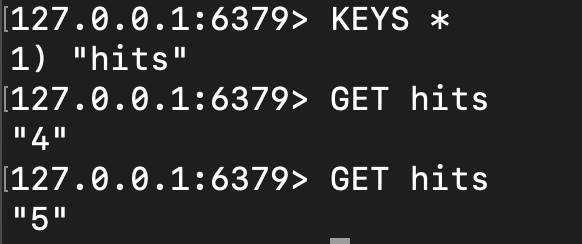 127.0.0.1:6379> KEYS *
1) "hits"
127.0.0.1:6379> GET hits
"4"
127.0.0.1:6379> GET hits
"5"